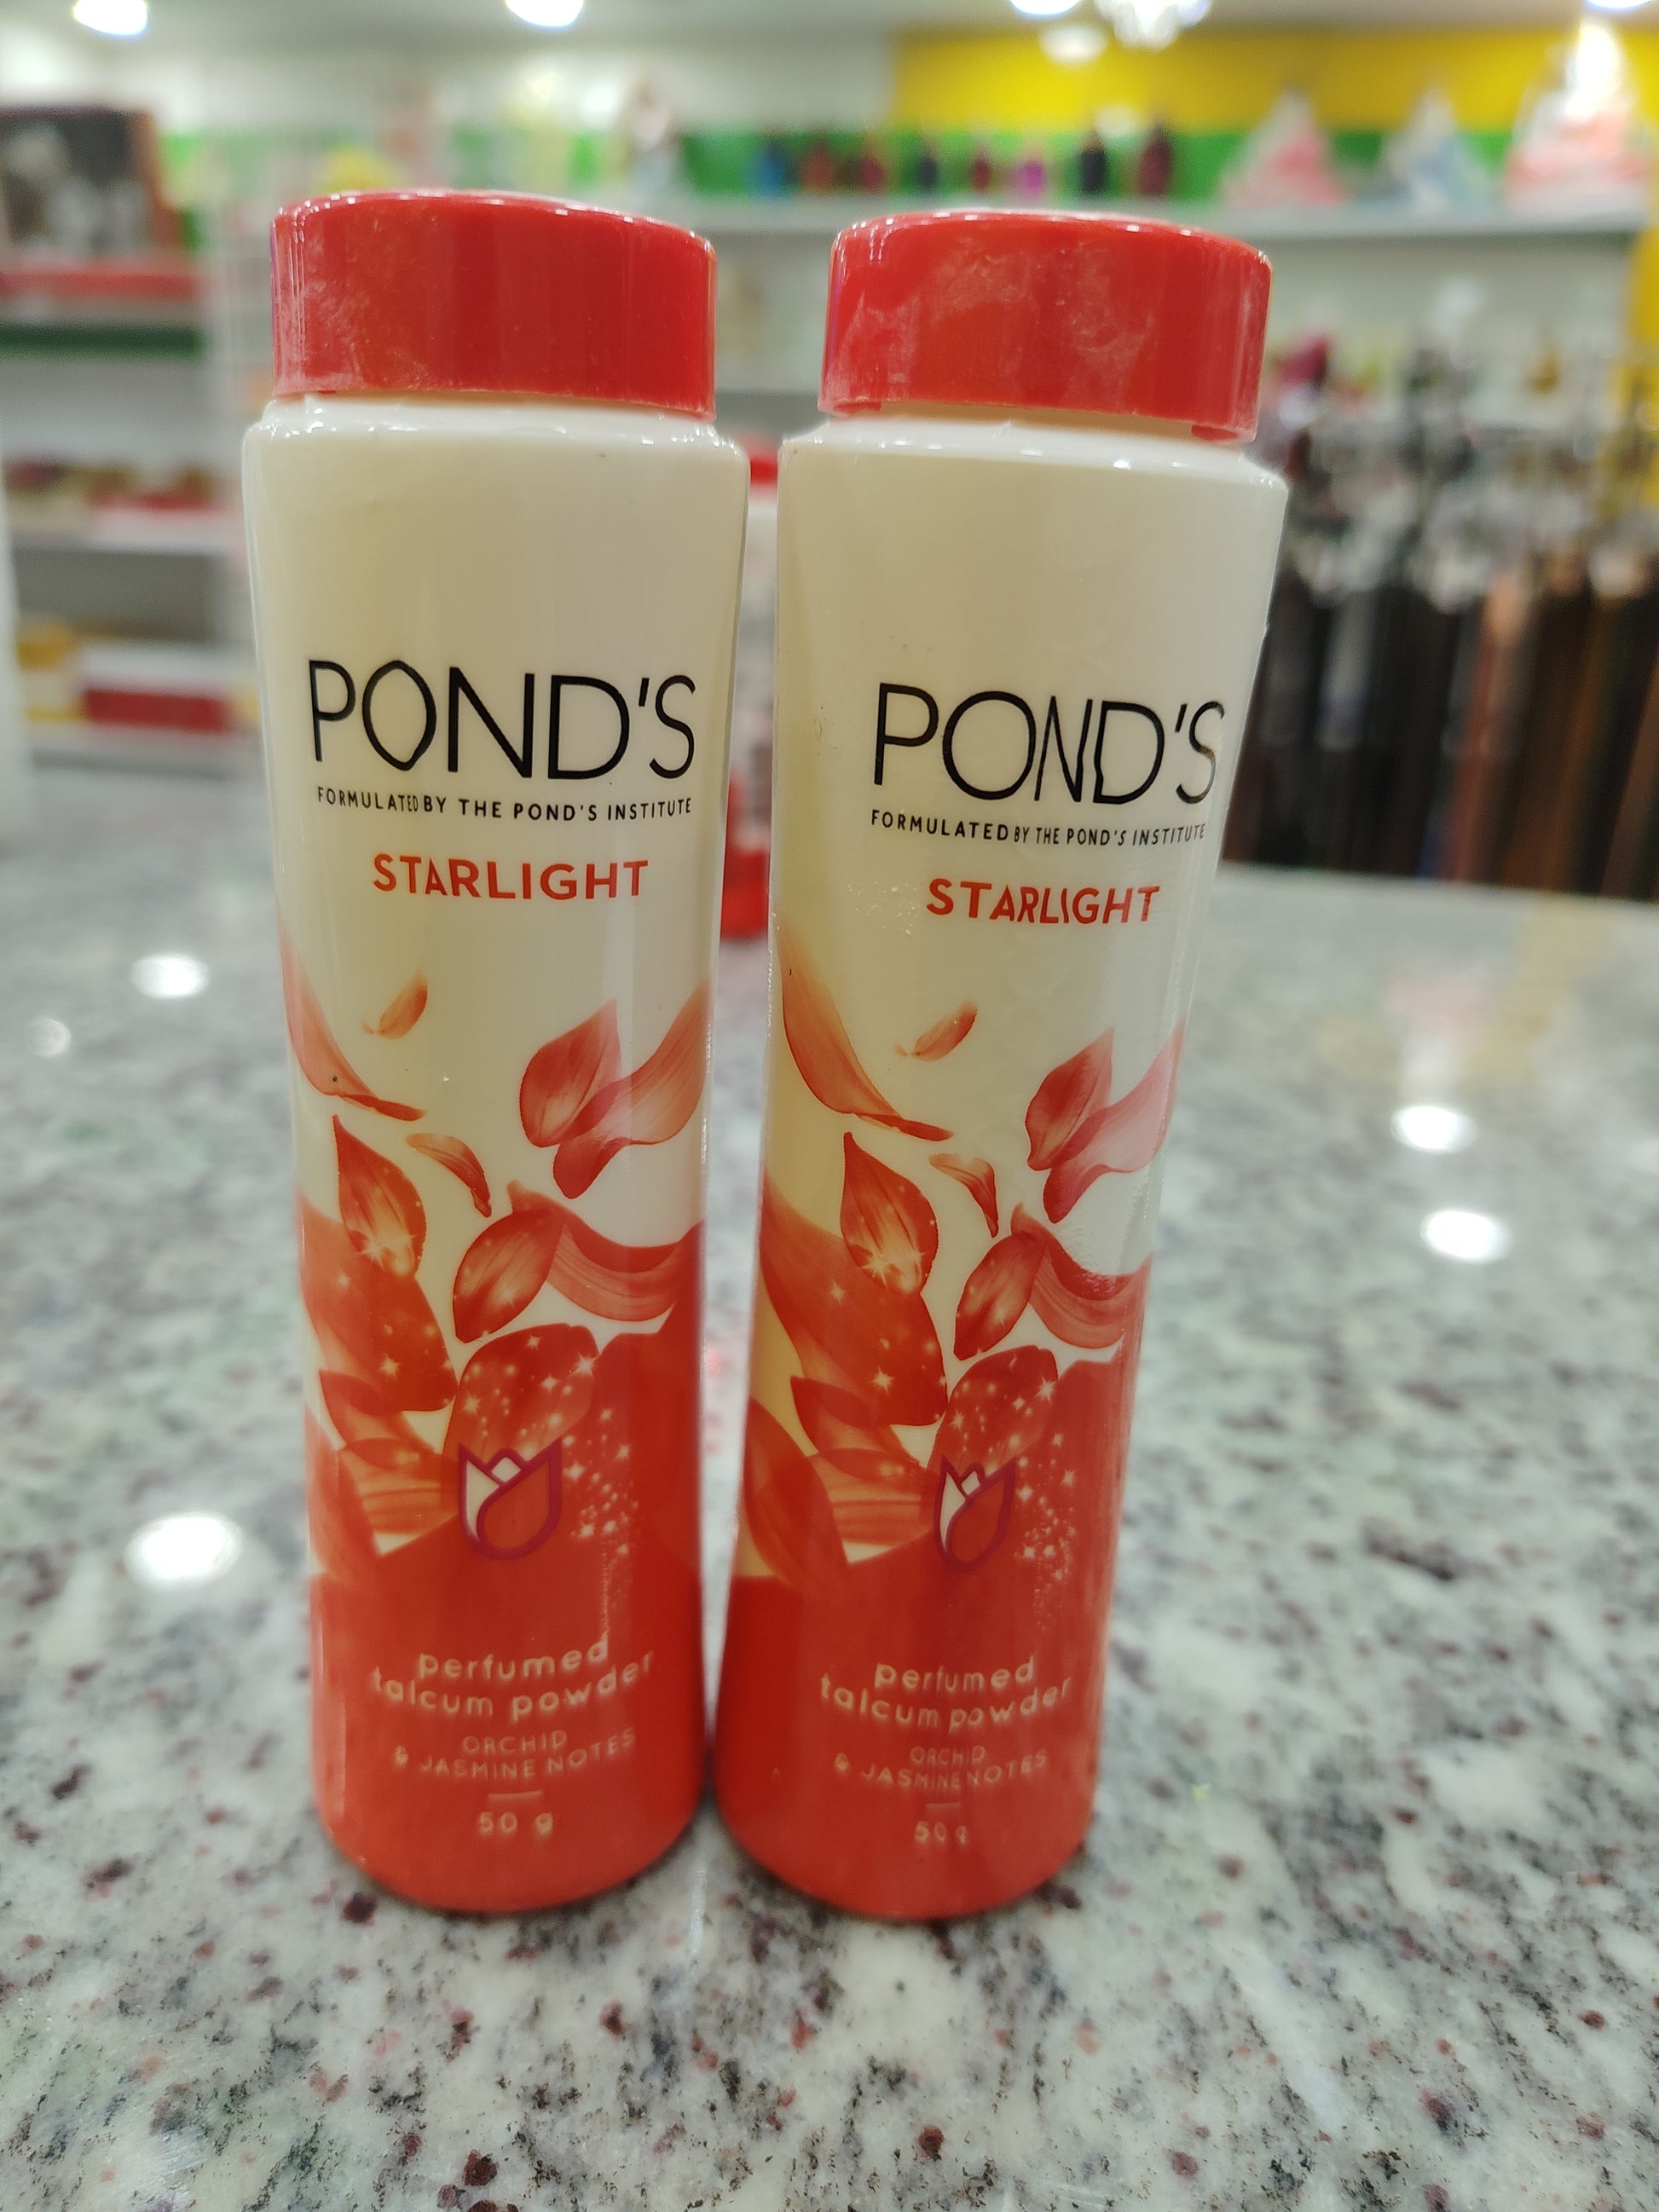 POND'S
FORMULATED BY THE POND'S INSTITUTE
STARLIGHT
perfumed
talcum powder
ORCHID
& JASMINE NOTES
50 g
POND'S
FORMULATED BY THE POND'S INSTITUTE
STARLIGHT
perfumed
talcum powder
ORCHID
& JASMINE NOTES
50 g